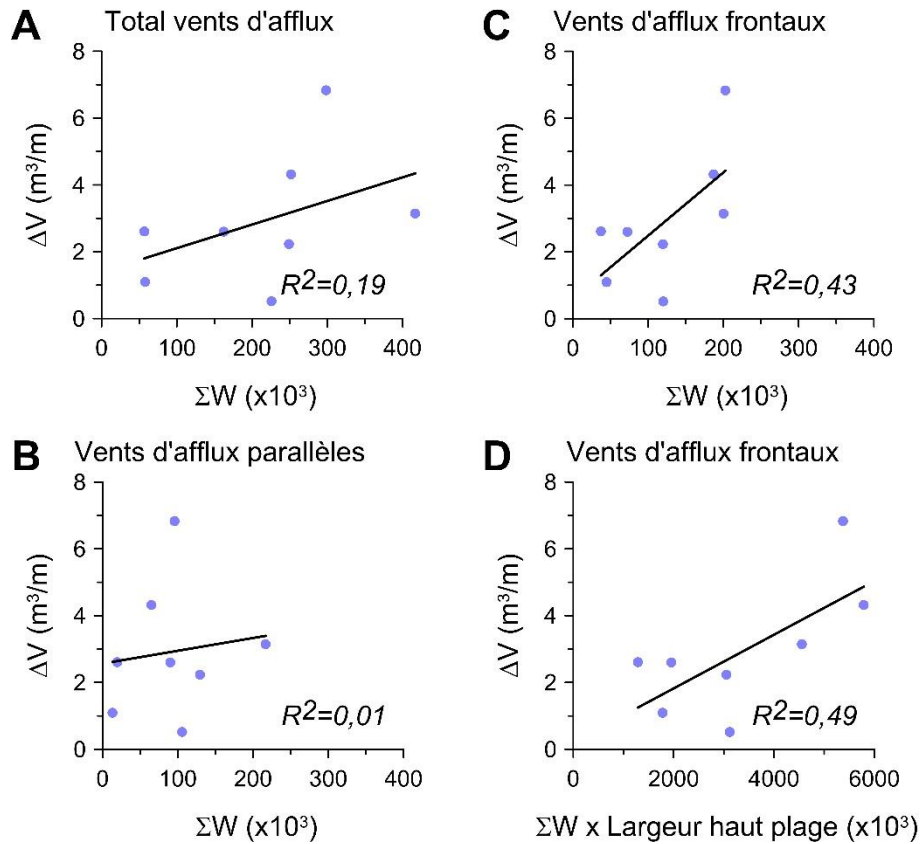 A Total vents d'afflux
8
6
4
2
0
ΔV (m³/m)
R²=0,19
0 100 200 300 400
ΣW (x10³)
C Vents d'afflux frontaux
8
6
4
2
0
ΔV (m³/m)
R²=0,43
0 100 200 300 400
ΣW (x10³)
B Vents d'afflux parallèles
8
6
4
2
0
ΔV (m³/m)
R²=0,01
0 100 200 300 400
ΣW (x10³)
D Vents d'afflux frontaux
8
6
4
2
0
ΔV (m³/m)
R²=0,49
0 2000 4000 6000
ΣW x Largeur haut plage (x10³)